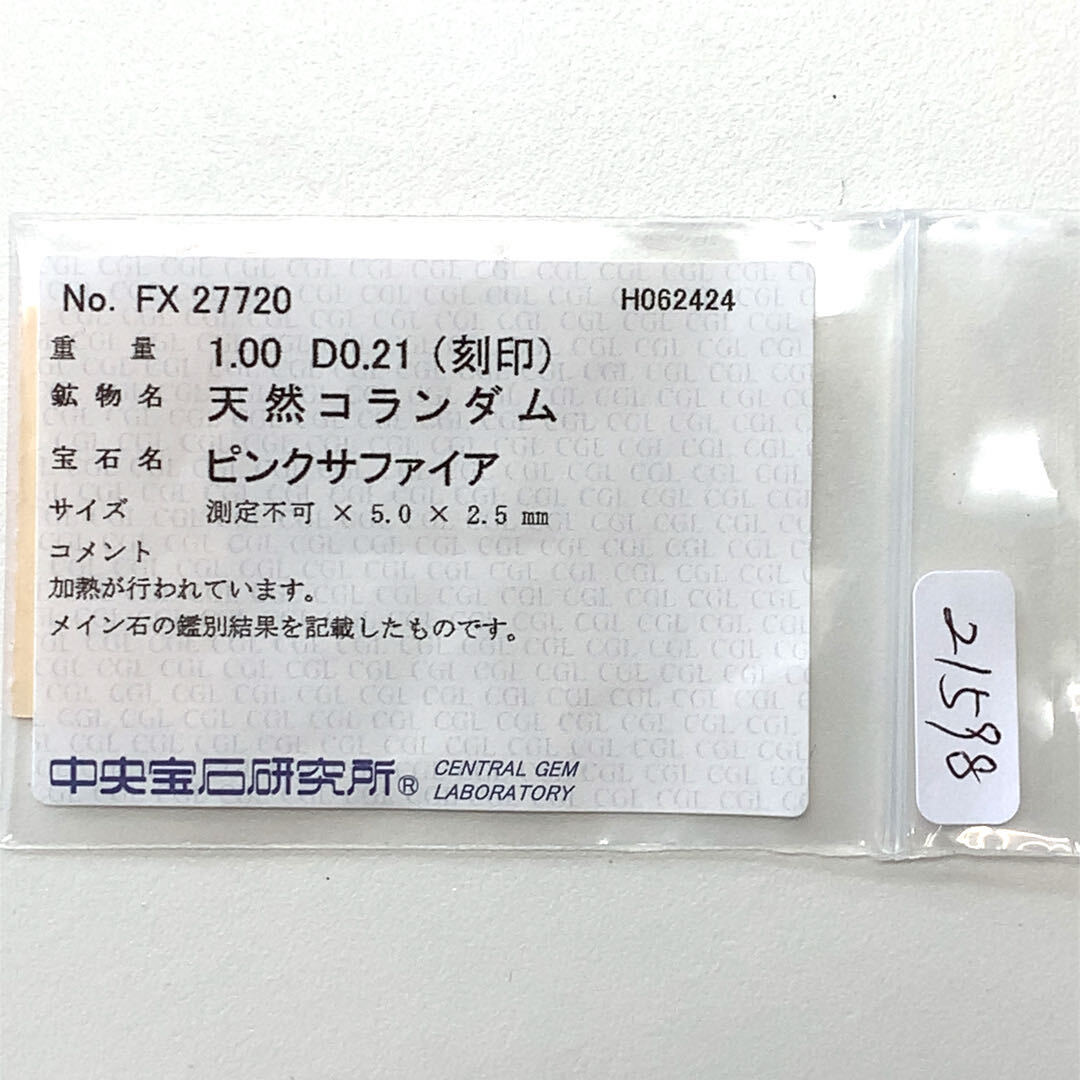 No. FX 27720 H062424
重量 1.00 D0.21 (刻印)
鉱物名 天然コランダム
宝石名 ピンクサファイア
サイズ 測定不可 × 5.0 × 2.5 mm
コメント
加熱が行われています。
メイン石の鑑別結果を記載したものです。
中央宝石研究所® CENTRAL GEM
LABORATORY
21598